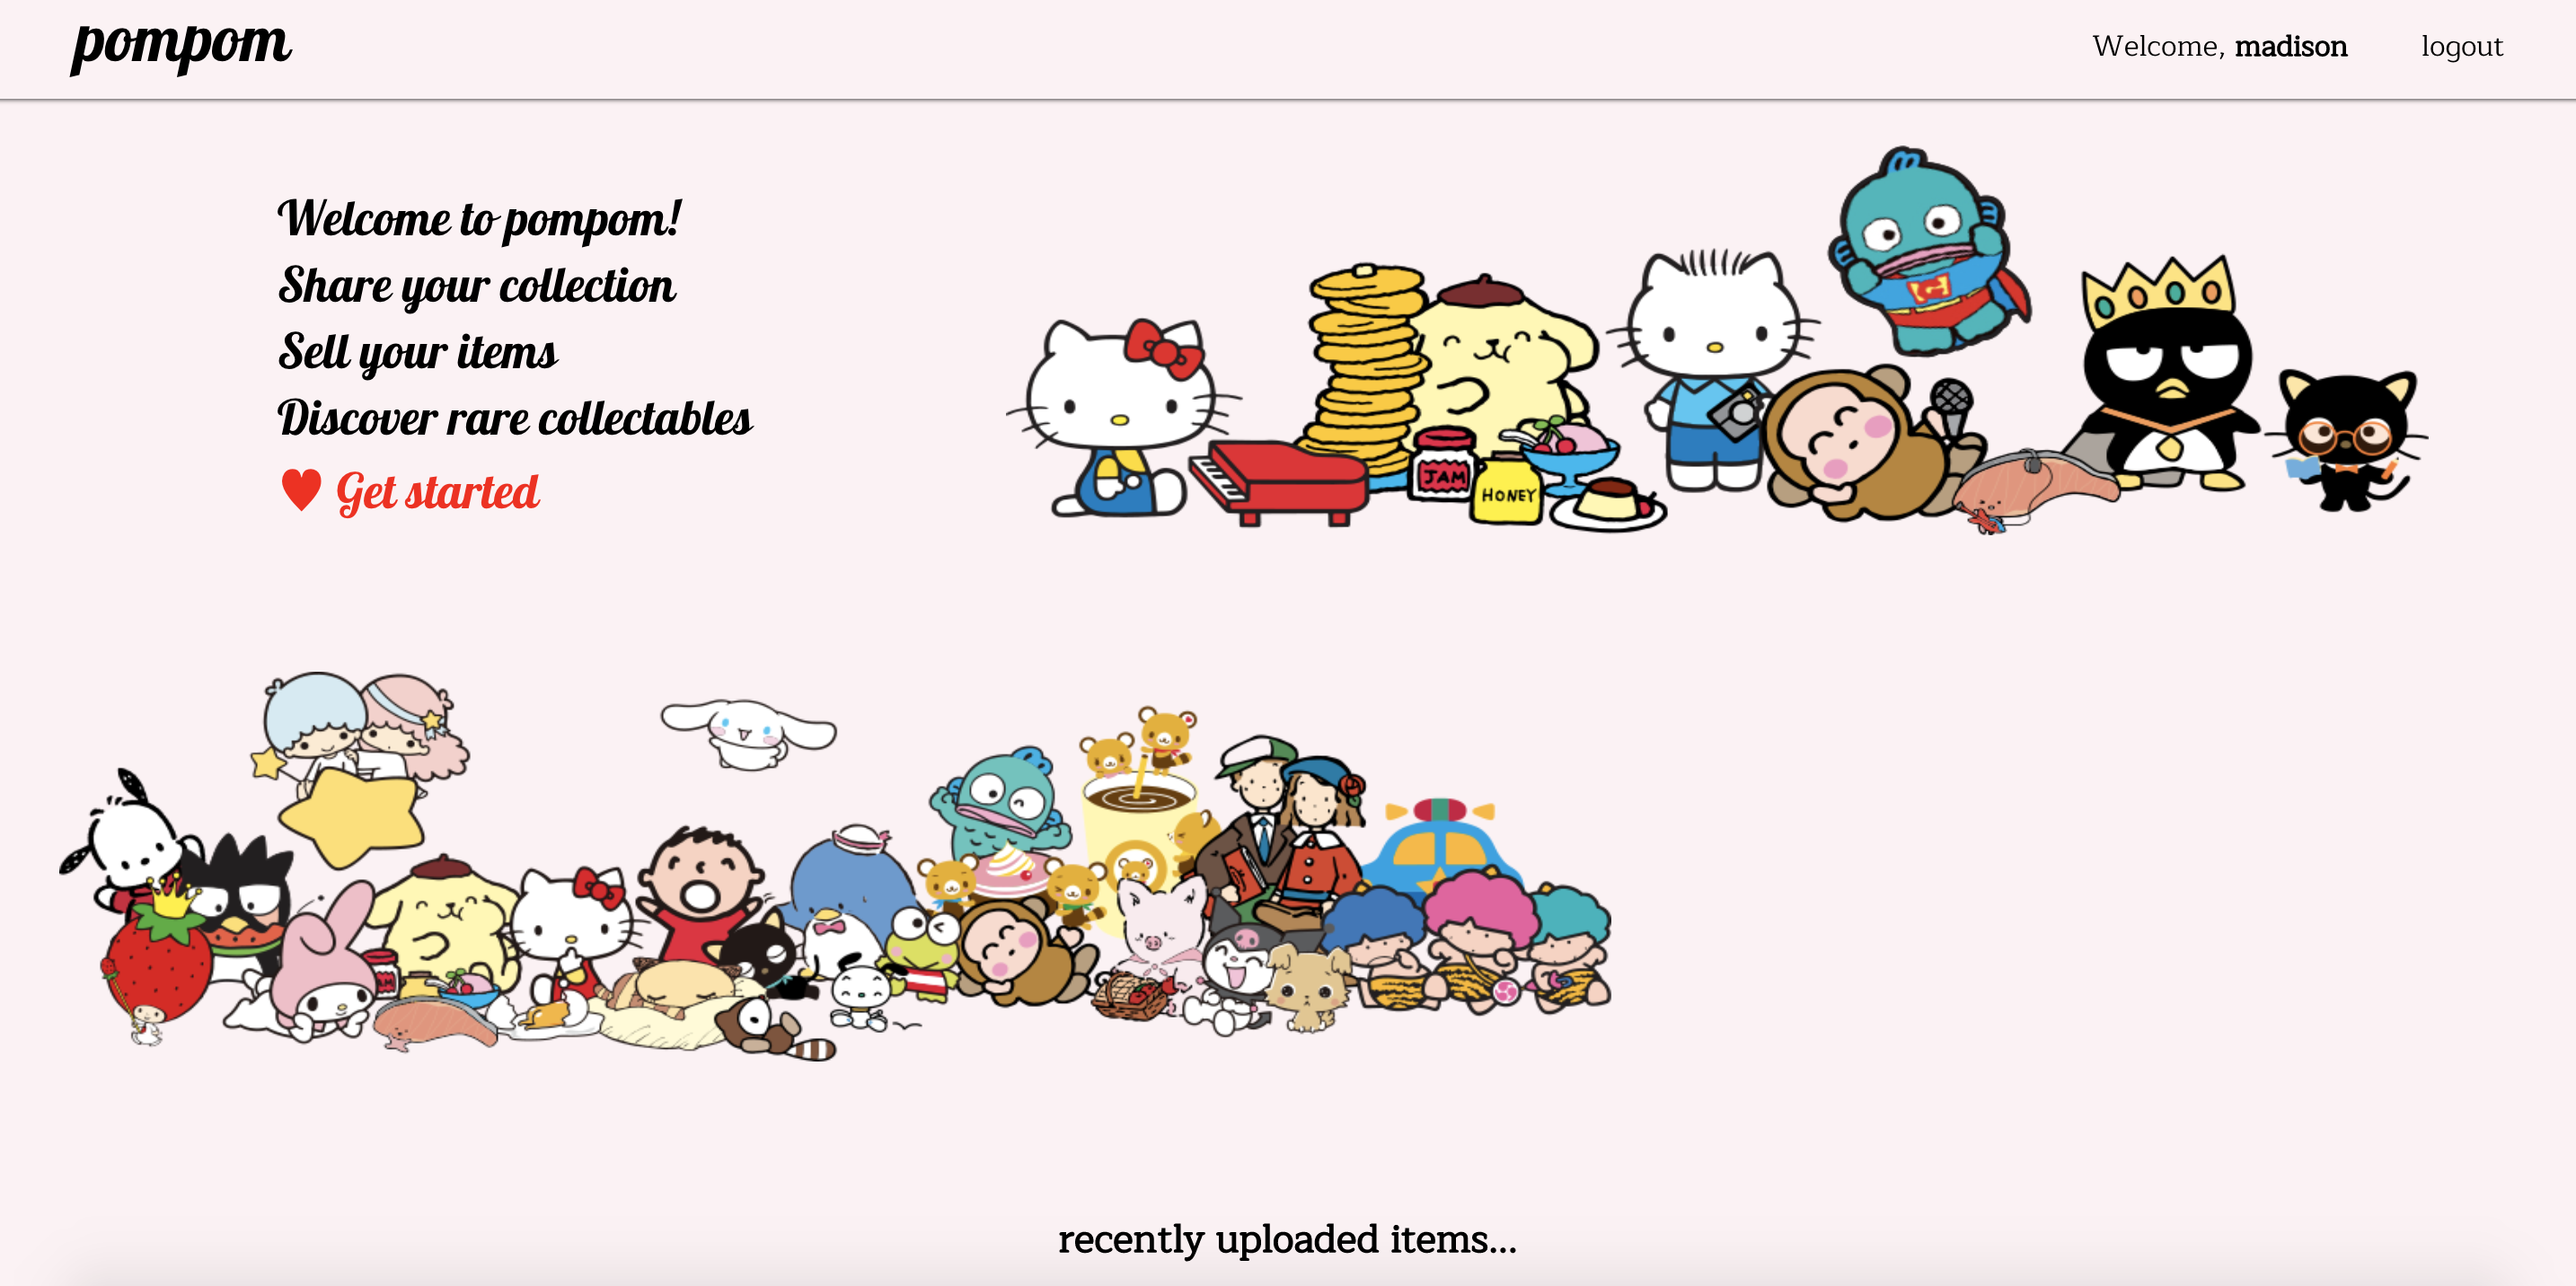 pompom
Welcome, madison
logout
Welcome to pompom!
Share your collection
Sell your items
Discover rare collectables
♥ Get started
JAM
HONEY
recently uploaded items...